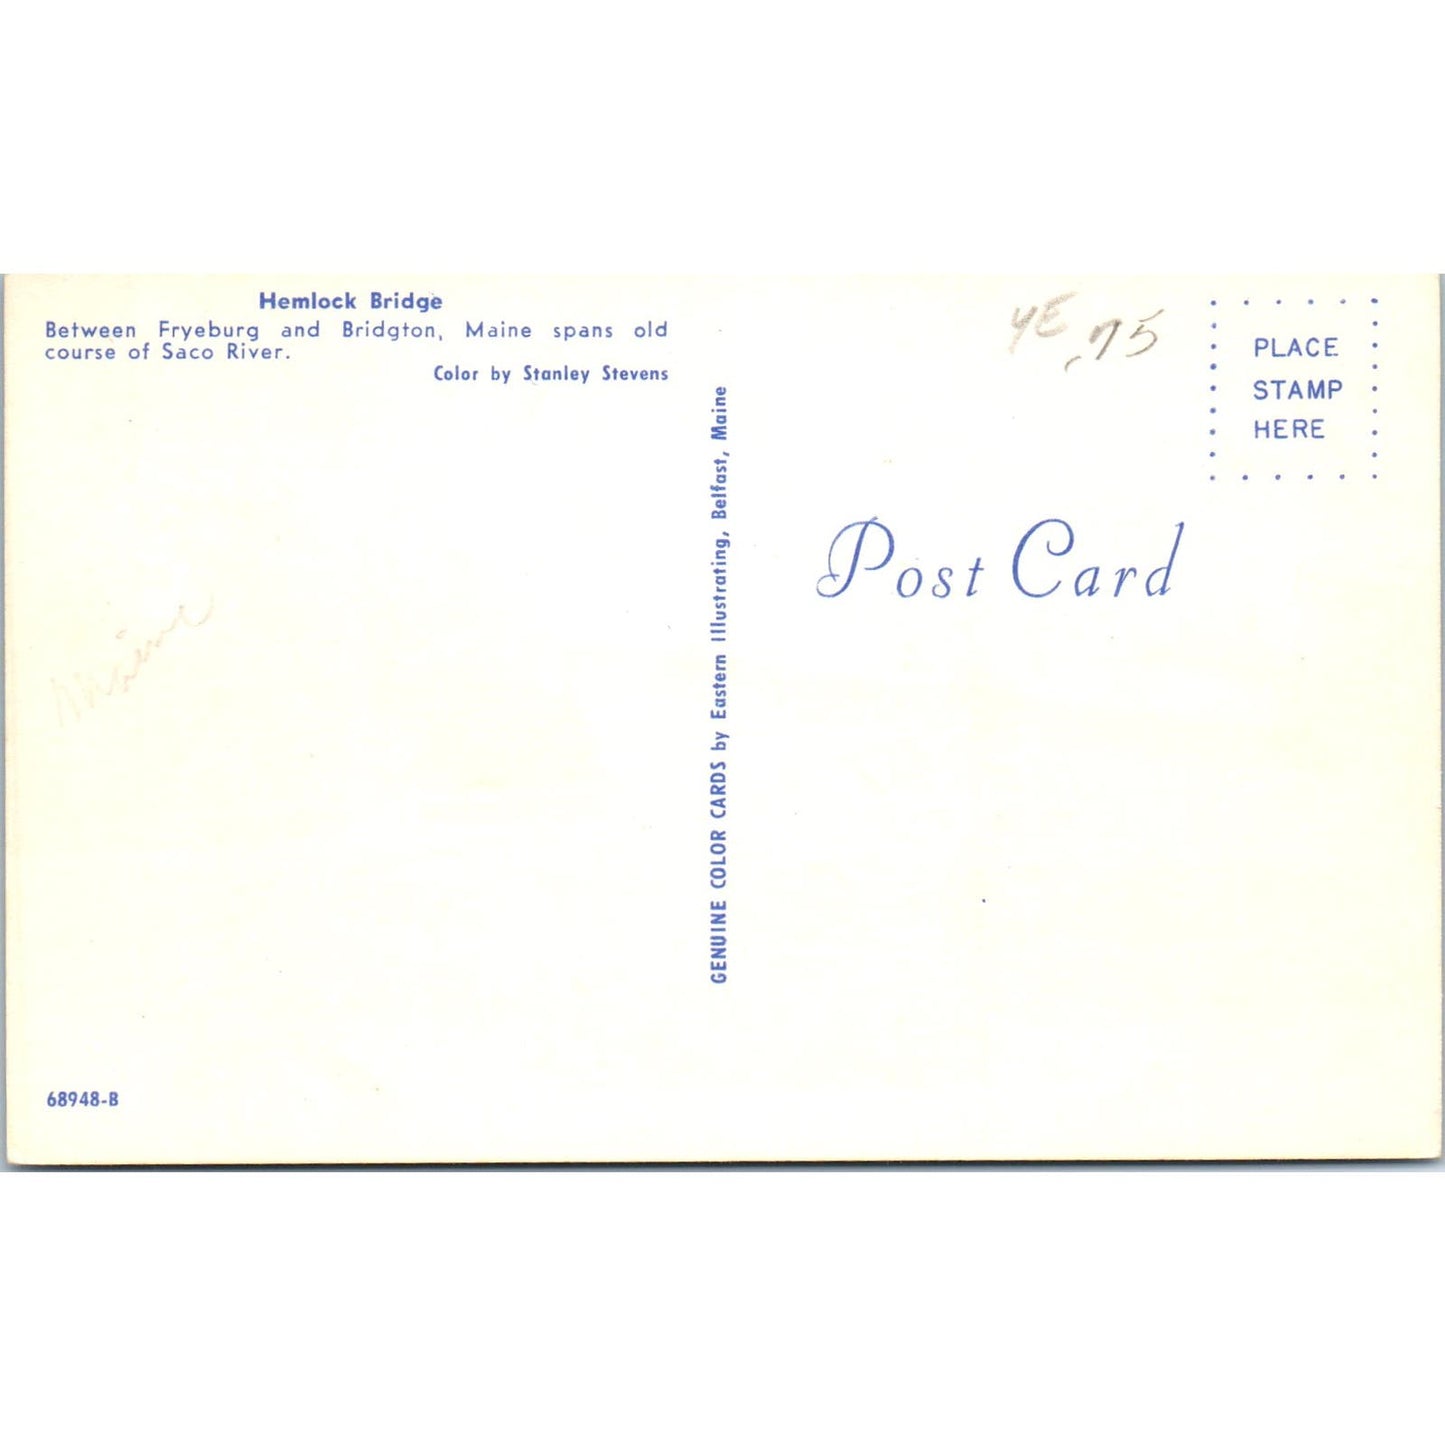 Hemlock Bridge
Between Fryeburg and Bridgton, Maine spans old
course of Saco River.
Color by Stanley Stevens
68948-B
GENUINE COLOR CARDS by Eastern Illustrating, Belfast, Maine
YE .75
PLACE
STAMP
HERE
Post Card